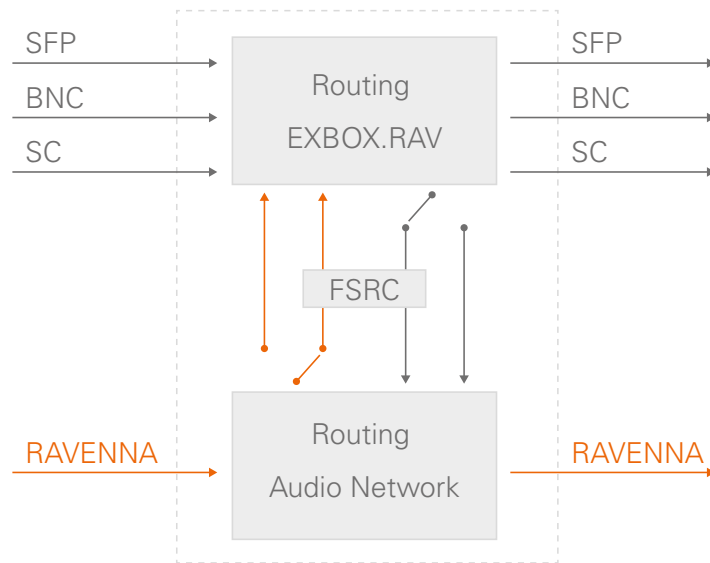 SFP
BNC
SC
Routing
EXBOX.RAV
SFP
BNC
SC
FSRC
RAVENNA
Routing
Audio Network
RAVENNA